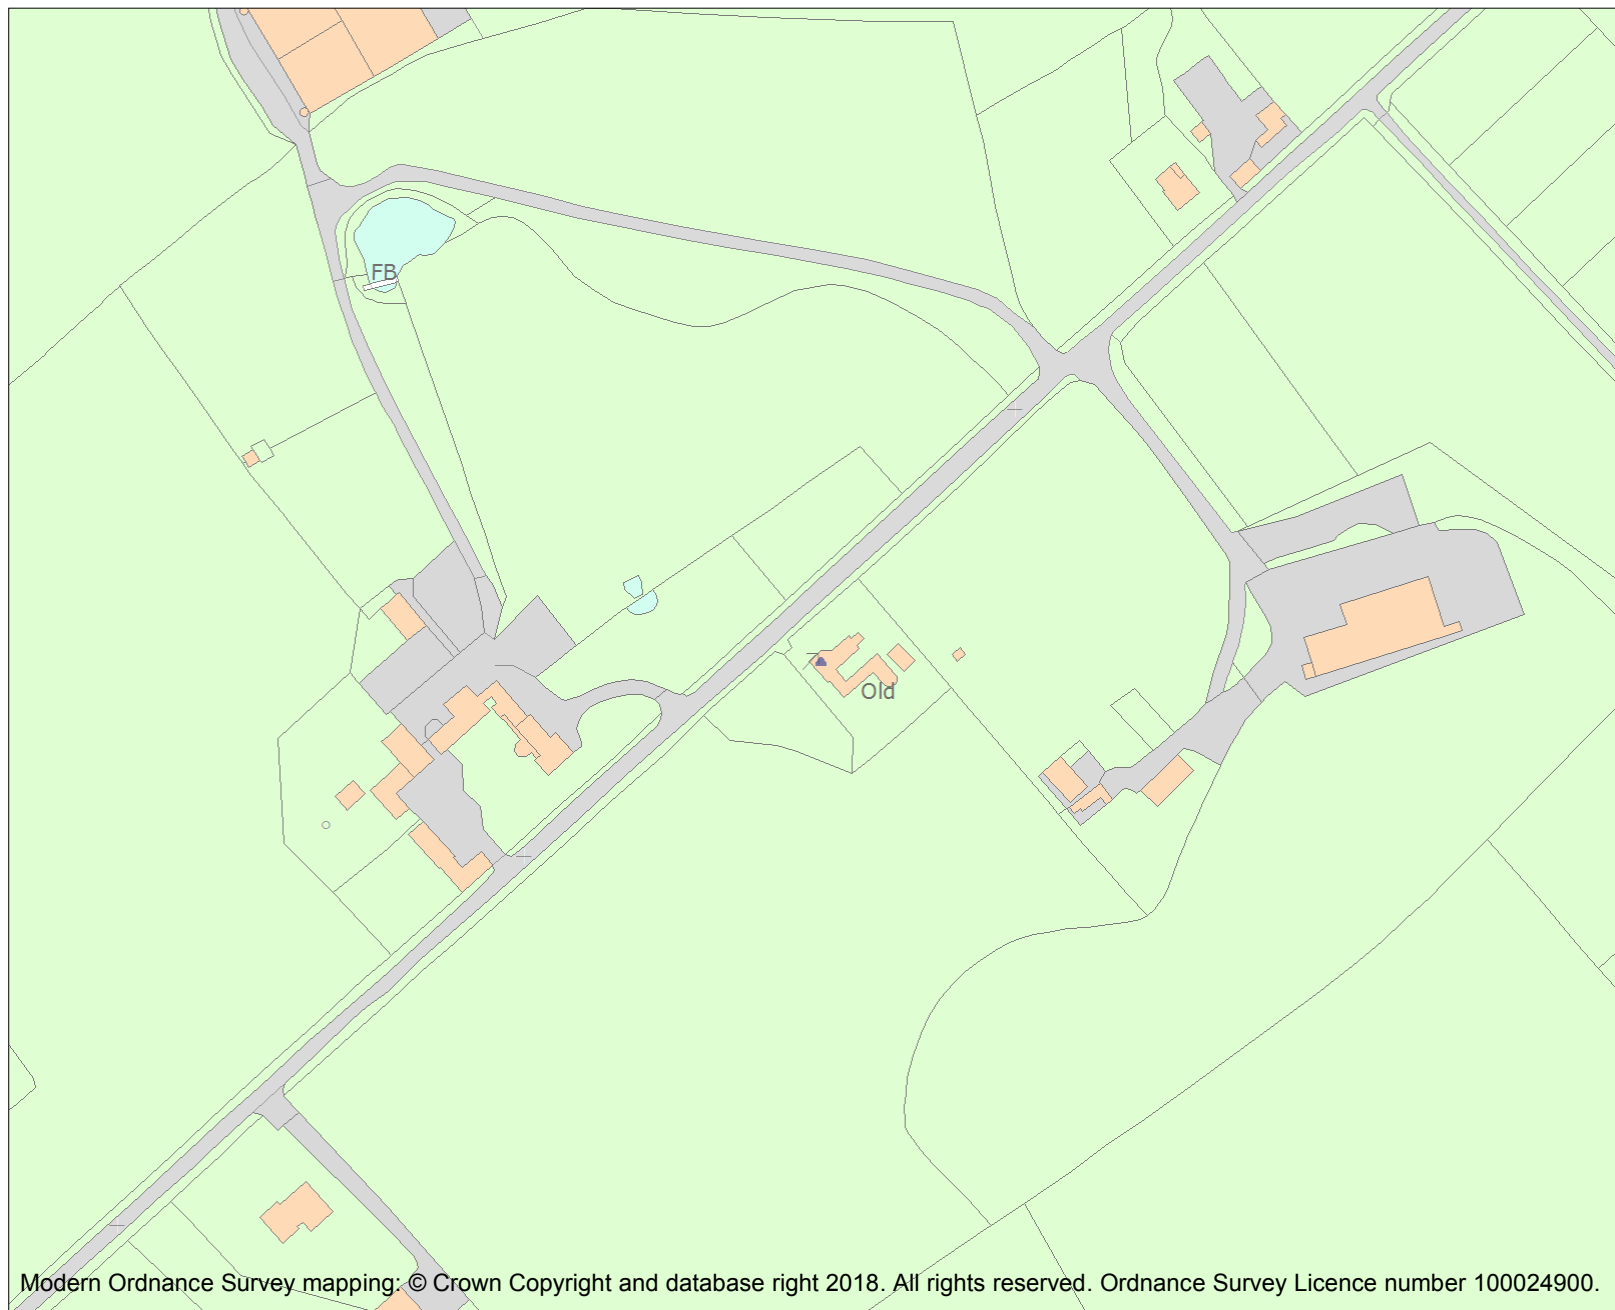 FB
Old
Modern Ordnance Survey mapping: © Crown Copyright and database right 2018. All rights reserved. Ordnance Survey Licence number 100024900.